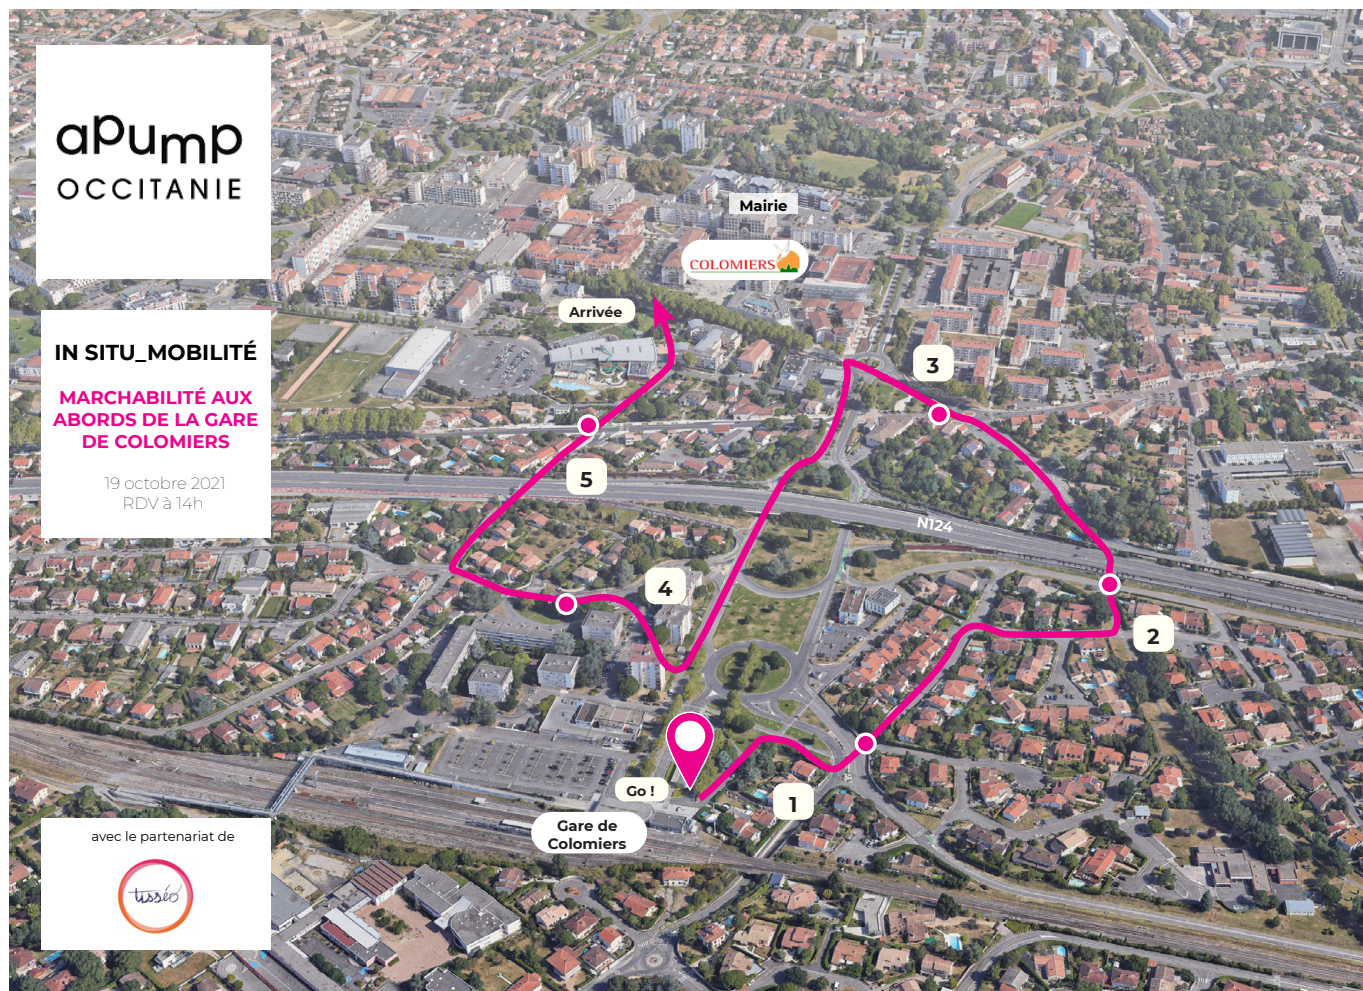 apump
OCCITANIE
IN SITU_MOBILITÉ
MARCHABILITÉ AUX
ABORDS DE LA GARE
DE COLOMIERS
19 octobre 2021
RDV à 14h
avec le partenariat de
tisséo
Mairie
COLOMIERS
Arrivée
3
5
N124
4
2
Go !
1
Gare de
Colomiers